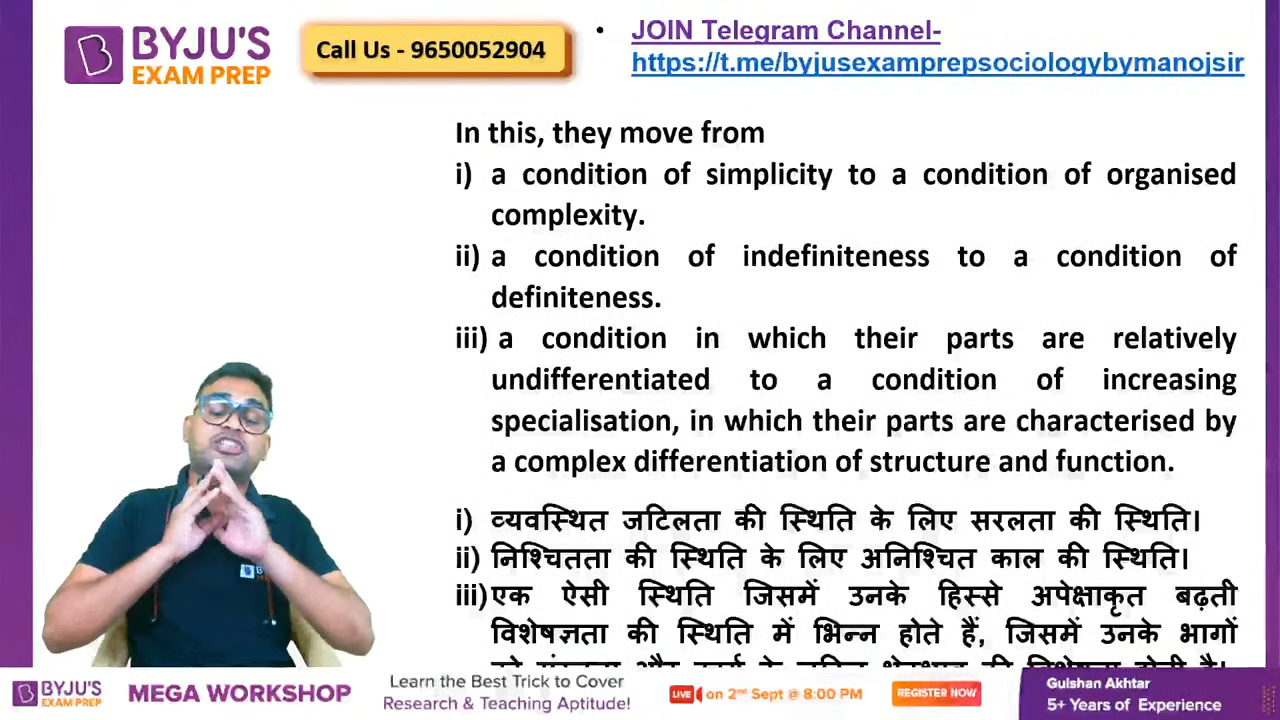 BYJU'S
EXAM PREP
Call Us - 9650052904
• JOIN Telegram Channel-
https://t.me/byjusexamprepsociologybymanojsir
In this, they move from
i) a condition of simplicity to a condition of organised
complexity.
ii) a condition of indefiniteness to a condition of
definiteness.
iii) a condition in which their parts are relatively
undifferentiated to a condition of increasing
specialisation, in which their parts are characterised by
a complex differentiation of structure and function.
i) व्यवस्थित जटिलता की स्थिति के लिए सरलता की स्थिति।
ii) निश्चितता की स्थिति के लिए अनिश्चित काल की स्थिति।
iii) एक ऐसी स्थिति जिसमें उनके हिस्से अपेक्षाकृत बढ़ती
विशेषज्ञता की स्थिति में भिन्न होते हैं, जिसमें उनके भागों
BYJU'S
EXAM PREP
MEGA WORKSHOP
Learn the Best Trick to Cover
Research & Teaching Aptitude!
LIVE on 2nd Sept @ 8:00 PM
REGISTER NOW
Gulshan Akhtar
5+ Years of Experience